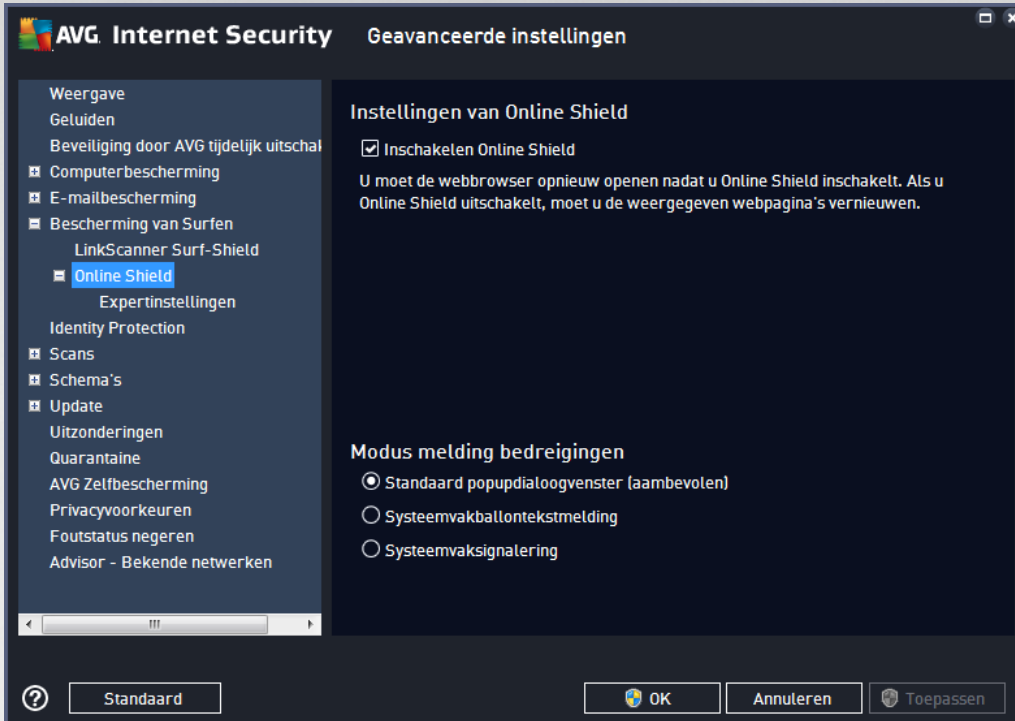 AVG. Internet Security Geavanceerde instellingen
Weergave
Geluiden
Beveiliging door AVG tijdelijk uitschal
Computerbescherming
E-mailbescherming
Bescherming van Surfen
LinkScanner Surf-Shield
Online Shield
Expertinstellingen
Identity Protection
Scans
Schema's
Update
Uitzonderingen
Quarantaine
AVG Zelfbescherming
Privacyvoorkeuren
Foutstatus negeren
Advisor - Bekende netwerken
Instellingen van Online Shield
Inschakelen Online Shield
U moet de webbrowser opnieuw openen nadat u Online Shield inschakelt. Als u
Online Shield uitschakelt, moet u de weergegeven webpagina's vernieuwen.
Modus melding bedreigingen
Standaard popupdialoogvenster (aambevolen)
Systeemvakballontekstmelding
Systeemvaksignalering
? Standaard OK Annuleren Toepassen